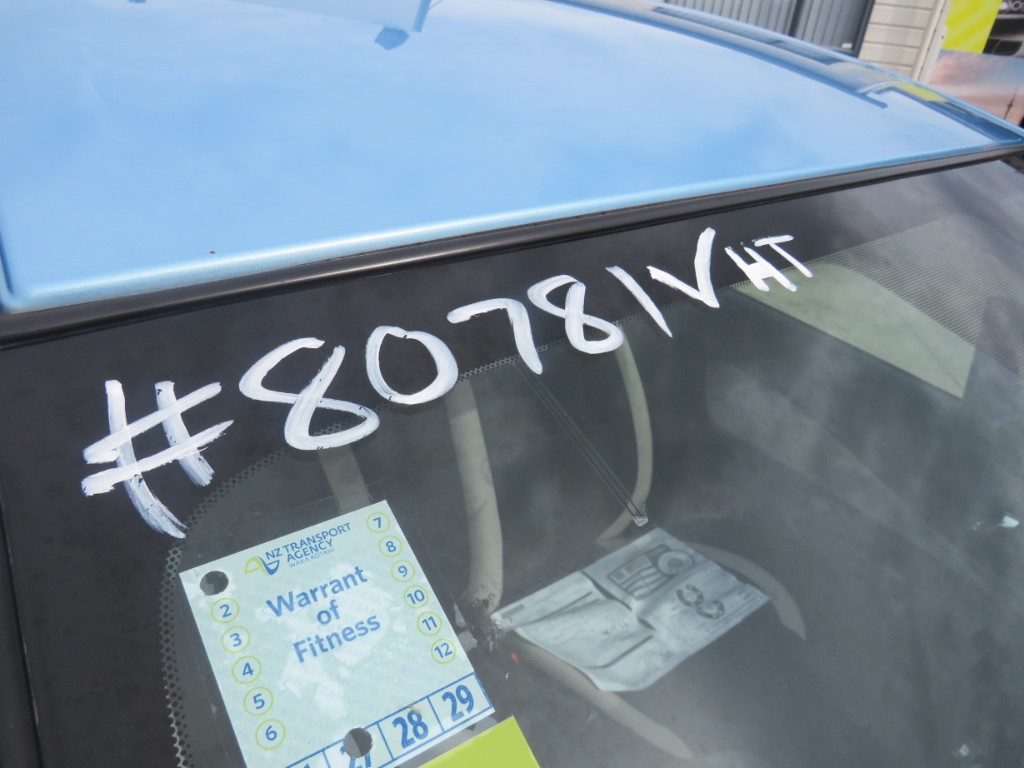 #80781VHT
NZ TRANSPORT
AGENCY
WAKA KOTAHI
Warrant
of
Fitness
2
3
4
5
6
7
8
9
10
11
12
27 28 29